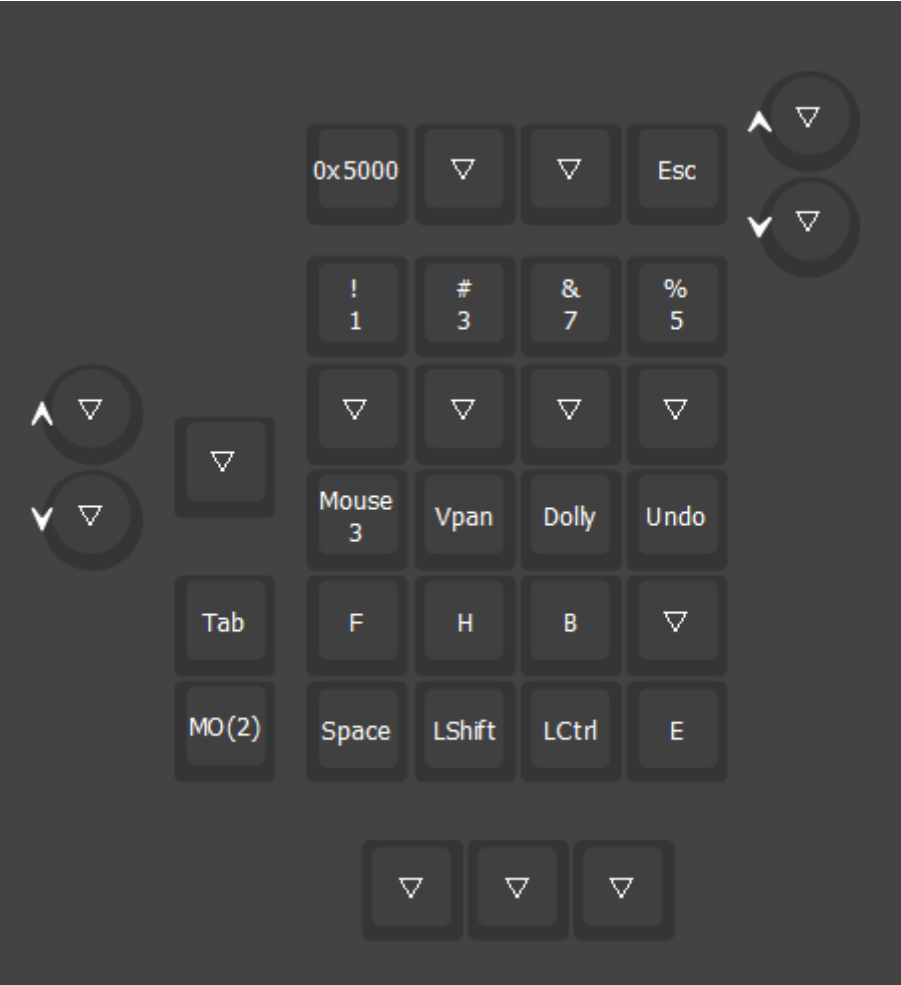 0x5000 ▽ ▽ Esc
▽
▽
! # & %
1 3 7 5
▽ ▽ ▽ ▽ ▽
▽
Mouse
3 Vpan Dolly Undo
▽
Tab F H B ▽
MO(2) Space LShift LCtrl E
▽ ▽ ▽